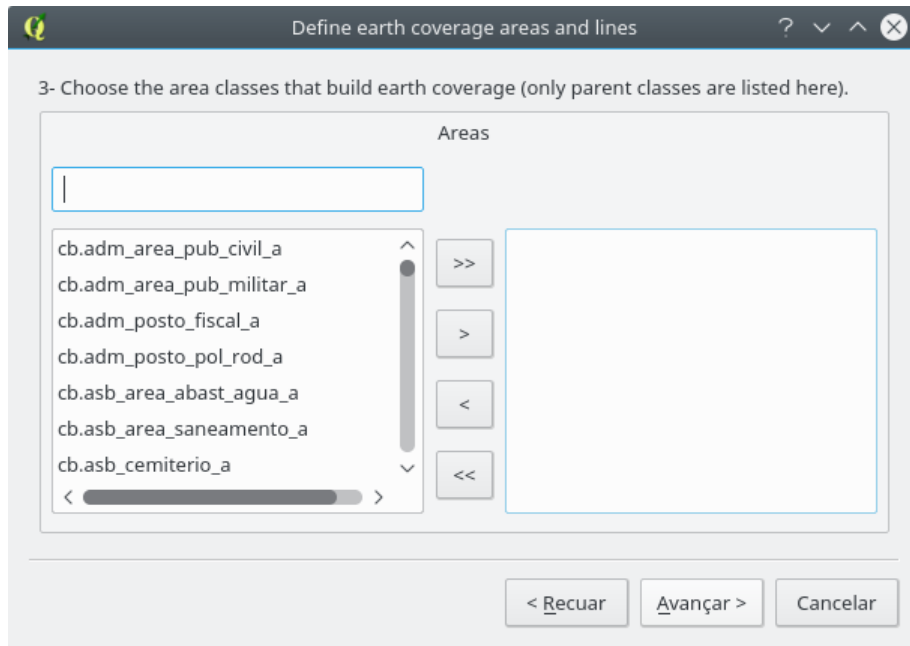 Define earth coverage areas and lines
3- Choose the area classes that build earth coverage (only parent classes are listed here).
Areas
cb.adm_area_pub_civil_a
cb.adm_area_pub_militar_a
cb.adm_posto_fiscal_a
cb.adm_posto_pol_rod_a
cb.asb_area_abast_agua_a
cb.asb_area_saneamento_a
cb.asb_cemiterio_a
>>
>
<
<<
< Recuar
Avançar >
Cancelar